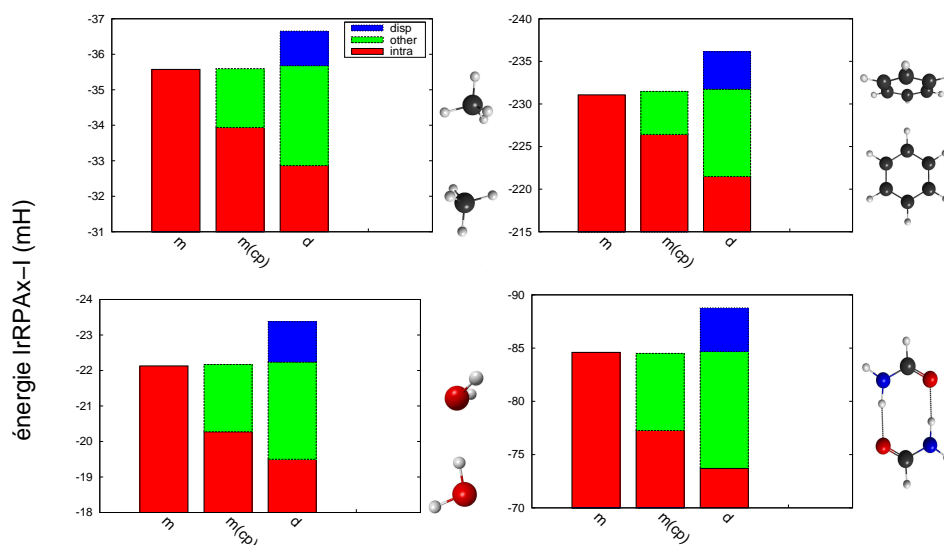 énergie lrRPAx–I (mH)
-37
-36
-35
-34
-33
-32
-31
disp
other
intra
m
m(cp)
d
-240
-235
-230
-225
-220
-215
m
m(cp)
d
-24
-23
-22
-21
-20
-19
-18
m
m(cp)
d
-90
-85
-80
-75
-70
m
m(cp)
d